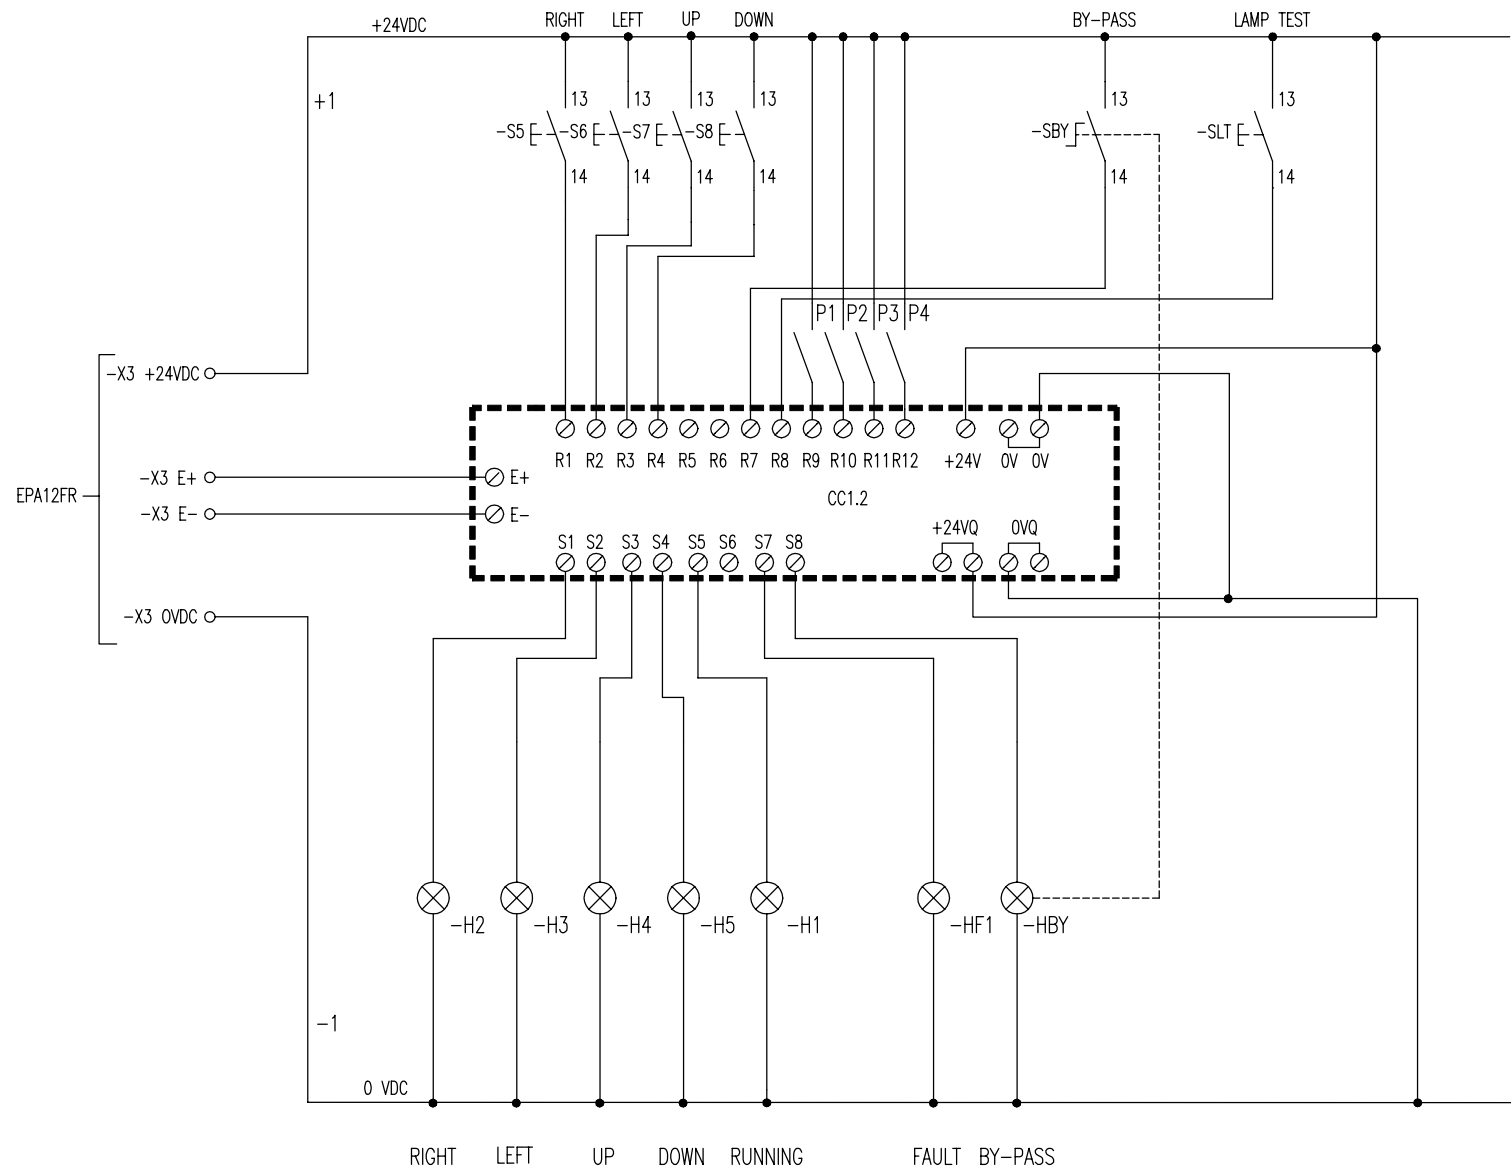 RIGHT LEFT UP DOWN BY-PASS LAMP TEST
+24VDC
+1
13 13 13 13 13 13
-S5 -S6 -S7 -S8 -SBY -SLT
14 14 14 14 14 14
P1 P2 P3 P4
-X3 +24VDC
R1 R2 R3 R4 R5 R6 R7 R8 R9 R10 R11 R12 +24V 0V 0V
-X3 E+ E+
EPA12FR
CC1.2
-X3 E- E-
+24VQ 0VQ
S1 S2 S3 S4 S5 S6 S7 S8
-X3 0VDC
-H2 -H3 -H4 -H5 -H1 -HF1 -HBY
-1
0 VDC
RIGHT LEFT UP DOWN RUNNING FAULT BY-PASS